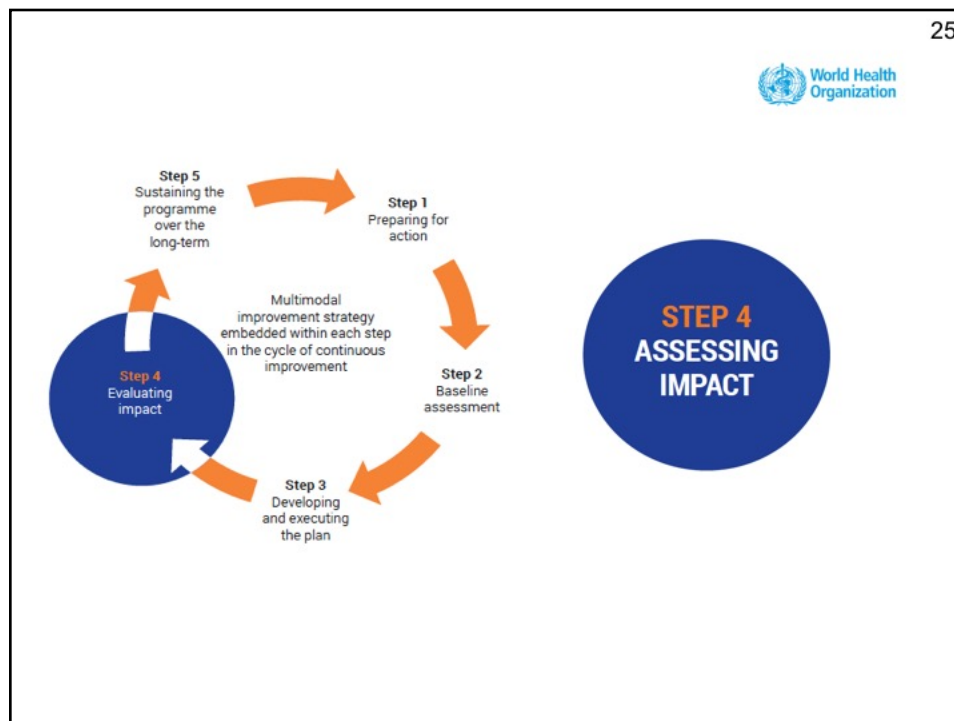 25
World Health
Organization
Step 5
Sustaining the
programme
over the
long-term
Step 1
Preparing for
action
Multimodal
improvement strategy
embedded within each step
in the cycle of continuous
improvement
Step 2
Baseline
assessment
Step 3
Developing
and executing
the plan
Step 4
Evaluating
impact
STEP 4
ASSESSING
IMPACT